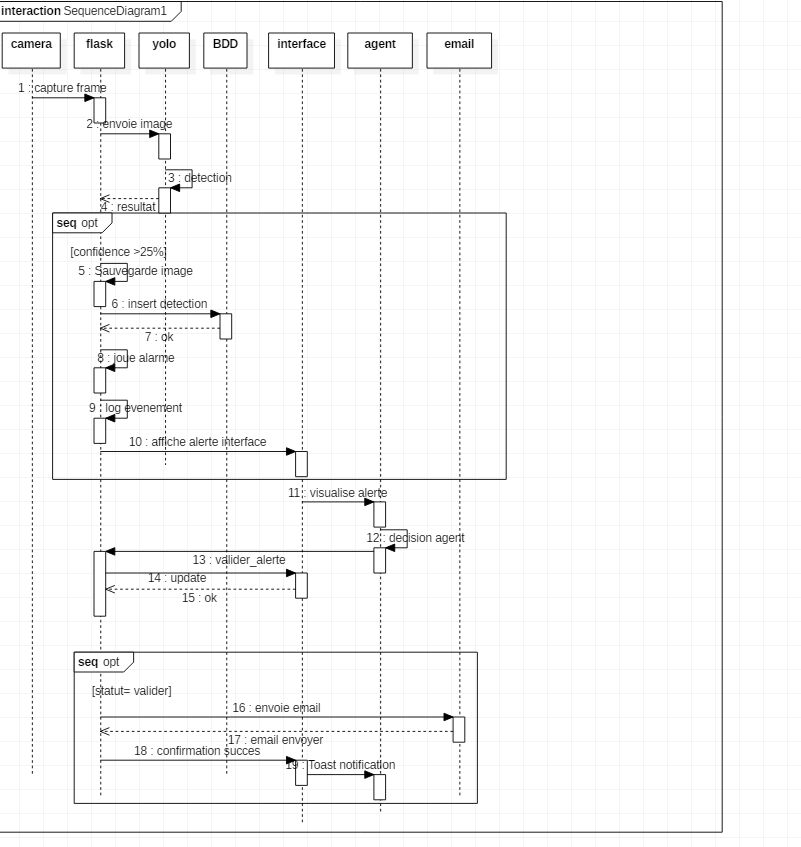 interaction SequenceDiagram1
camera flask yolo BDD interface agent email
1 : capture frame
2 : envoie image
3 : detection
4 : resultat
seq opt
[confidence >25%]
5 : Sauvegarde image
6 : insert detection
7 : ok
8 : joue alarme
9 : log evenement
10 : affiche alerte interface
11 : visualise alerte
12 : decision agent
13 : valider_alerte
14 : update
15 : ok
seq opt
[statut= valider]
16 : envoie email
17 : email envoyer
18 : confirmation succes
19 : Toast notification